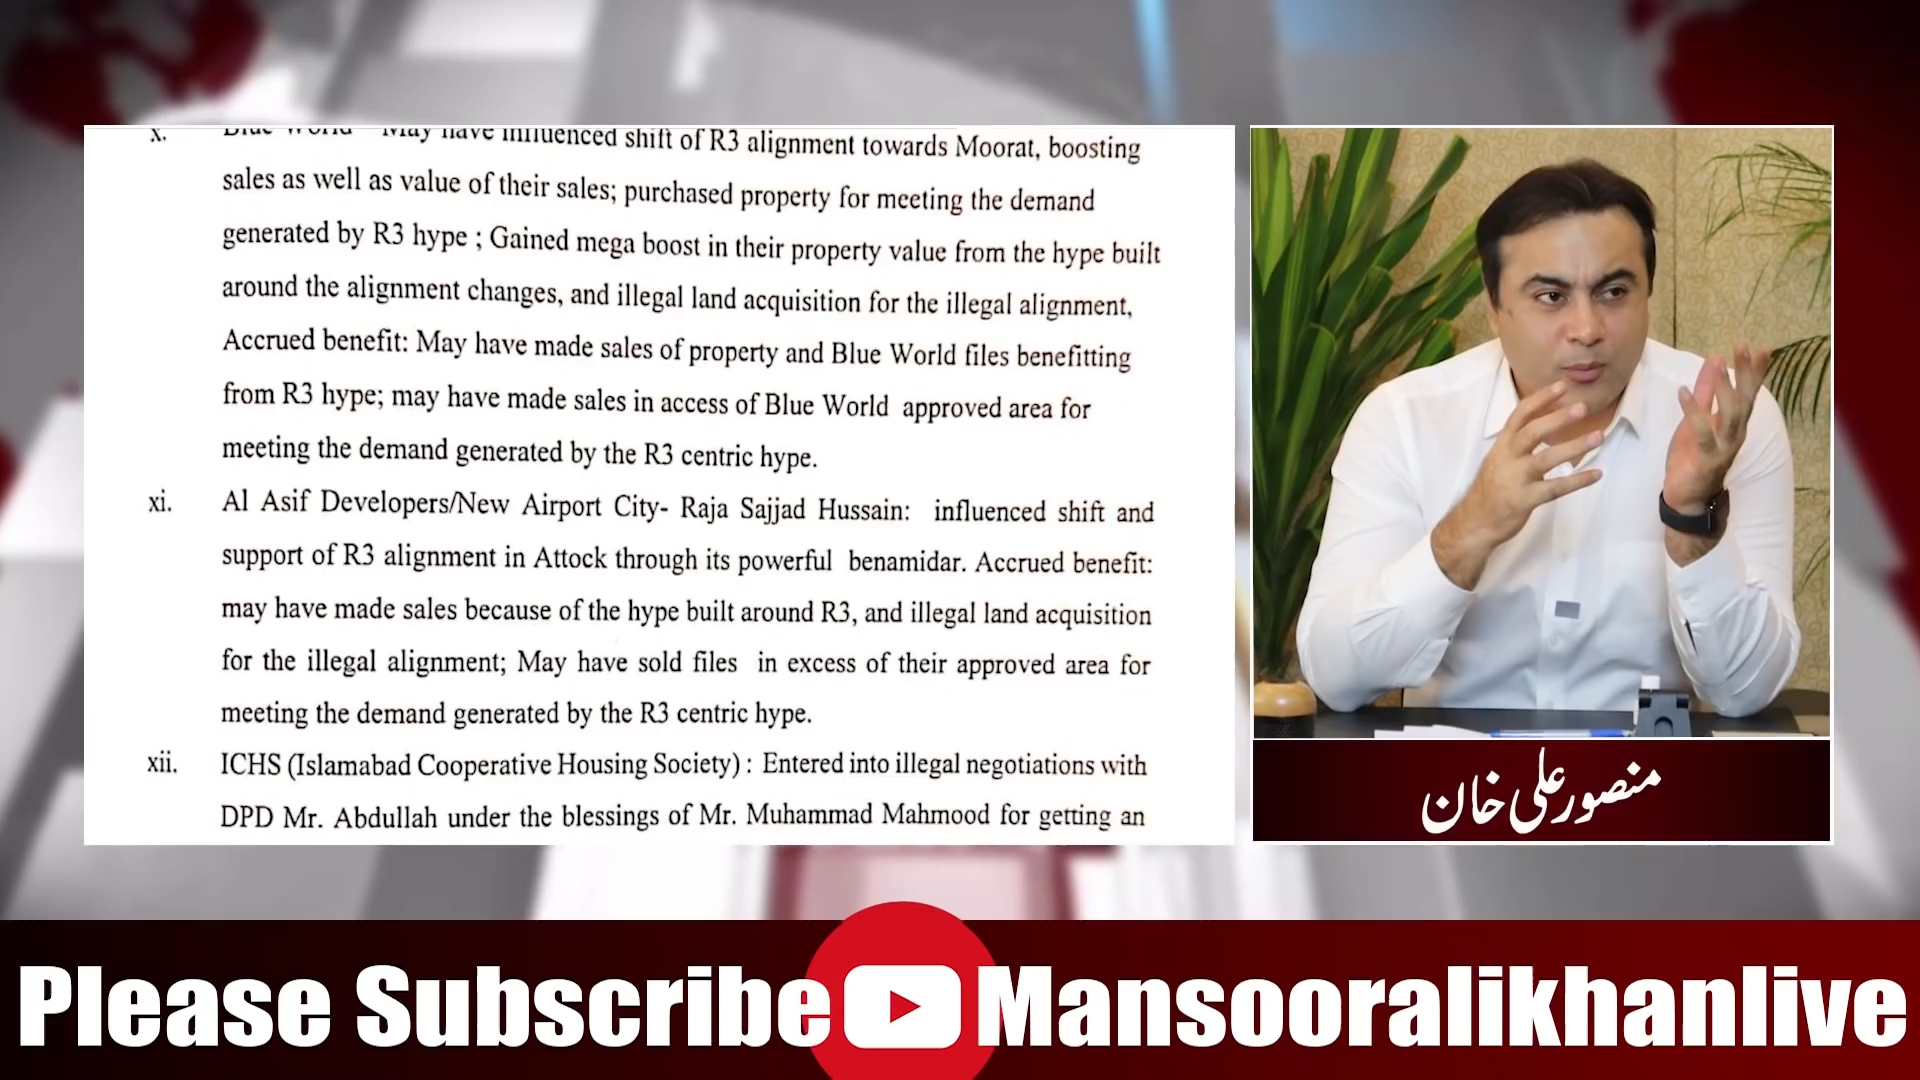 x. Blue World - May have influenced shift of R3 alignment towards Moorat, boosting
sales as well as value of their sales; purchased property for meeting the demand
generated by R3 hype ; Gained mega boost in their property value from the hype built
around the alignment changes, and illegal land acquisition for the illegal alignment,
Accrued benefit: May have made sales of property and Blue World files benefitting
from R3 hype; may have made sales in access of Blue World approved area for
meeting the demand generated by the R3 centric hype.
xi. Al Asif Developers/New Airport City- Raja Sajjad Hussain: influenced shift and
support of R3 alignment in Attock through its powerful benamidar. Accrued benefit:
may have made sales because of the hype built around R3, and illegal land acquisition
for the illegal alignment; May have sold files in excess of their approved area for
meeting the demand generated by the R3 centric hype.
xii. ICHS (Islamabad Cooperative Housing Society) : Entered into illegal negotiations with
DPD Mr. Abdullah under the blessings of Mr. Muhammad Mahmood for getting an
منصور علی خان
Please Subscribe Mansooralikhanlive